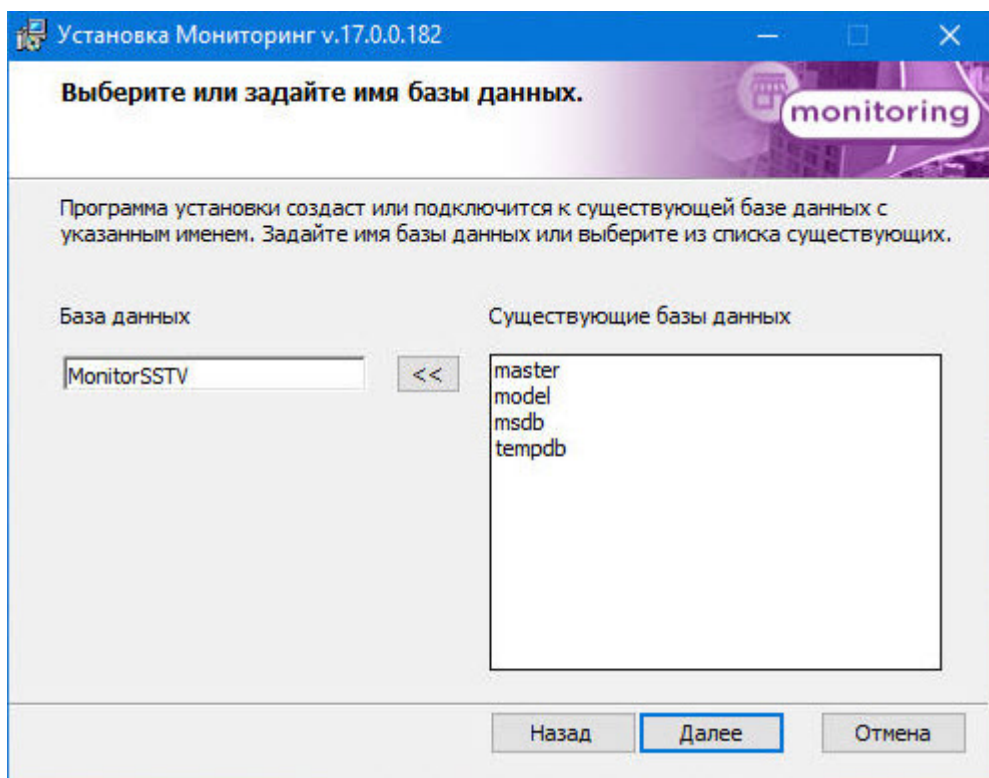 Установка Мониторинг v.17.0.0.182
Выберите или задайте имя базы данных.
monitoring
Программа установки создаст или подключится к существующей базе данных с
указанным именем. Задайте имя базы данных или выберите из списка существующих.
База данных
Существующие базы данных
MonitorSSTV
<<
master
model
msdb
tempdb
Назад
Далее
Отмена